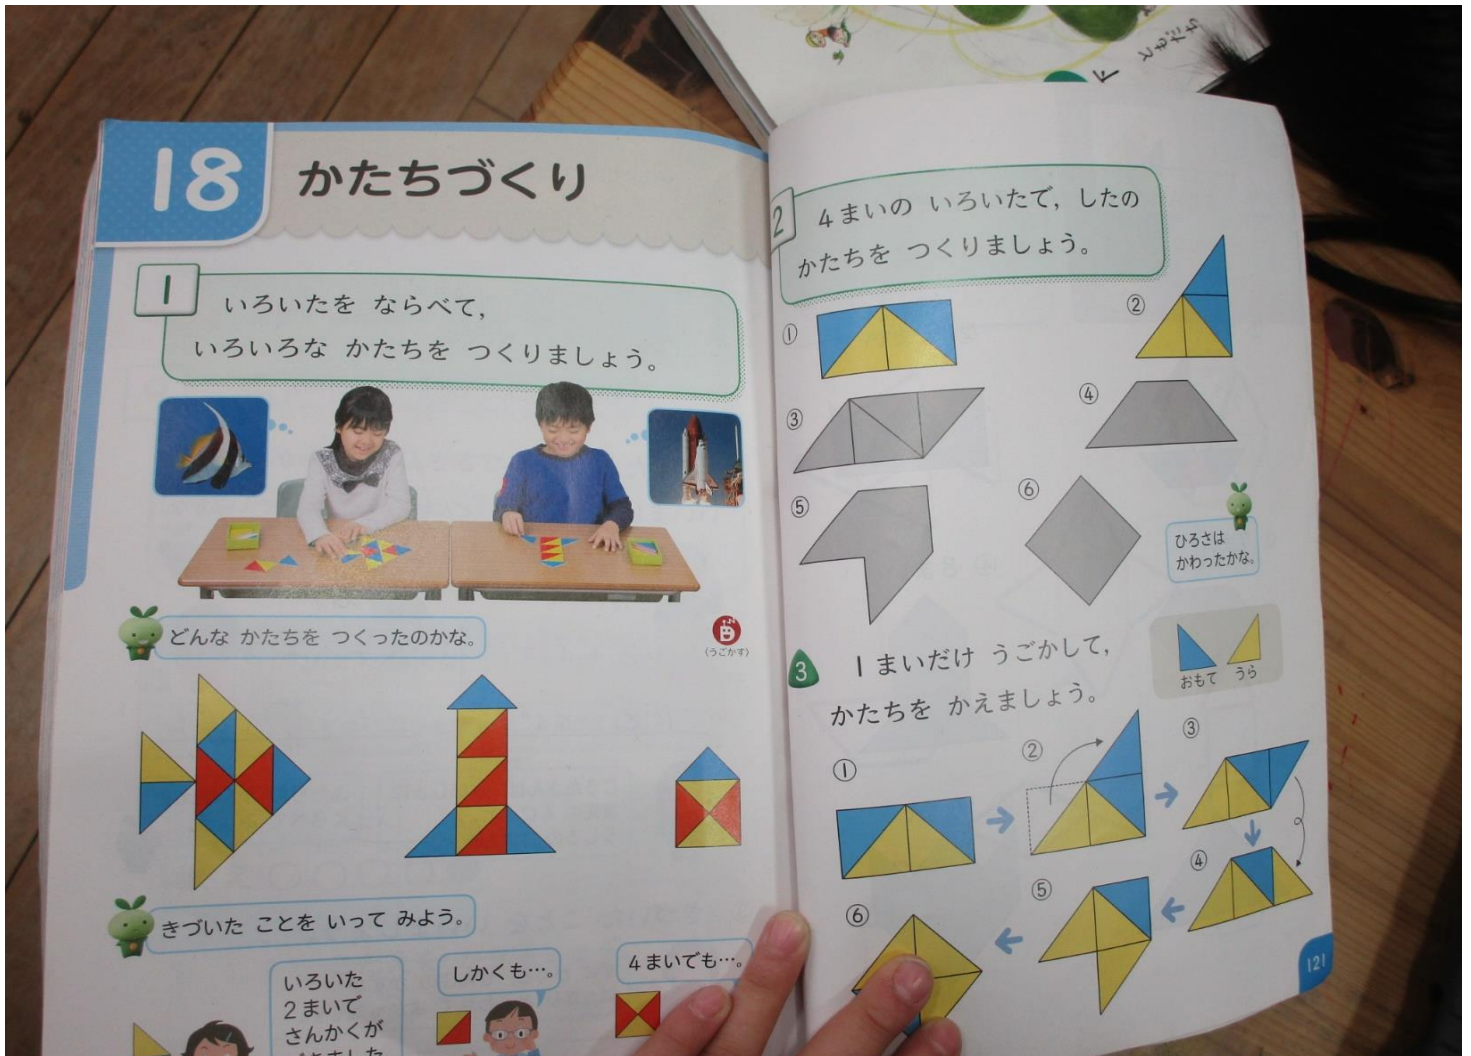 18 かたちづくり
1
いろいたを ならべて,
いろいろな かたちを つくりましょう。
どんな かたちを つくったのかな。
(うごかす)
きづいた ことを いって みよう。
いろいた
2まいで
さんかくが
しかくも…。
4まいでも…。
2
4まいの いろいたで, したの
かたちを つくりましょう。
①
②
③
④
⑤
⑥
ひろさは
かわったかな。
3
1まいだけ うごかして,
かたちを かえましょう。
おもて うら
①
②
③
④
⑤
⑥
121